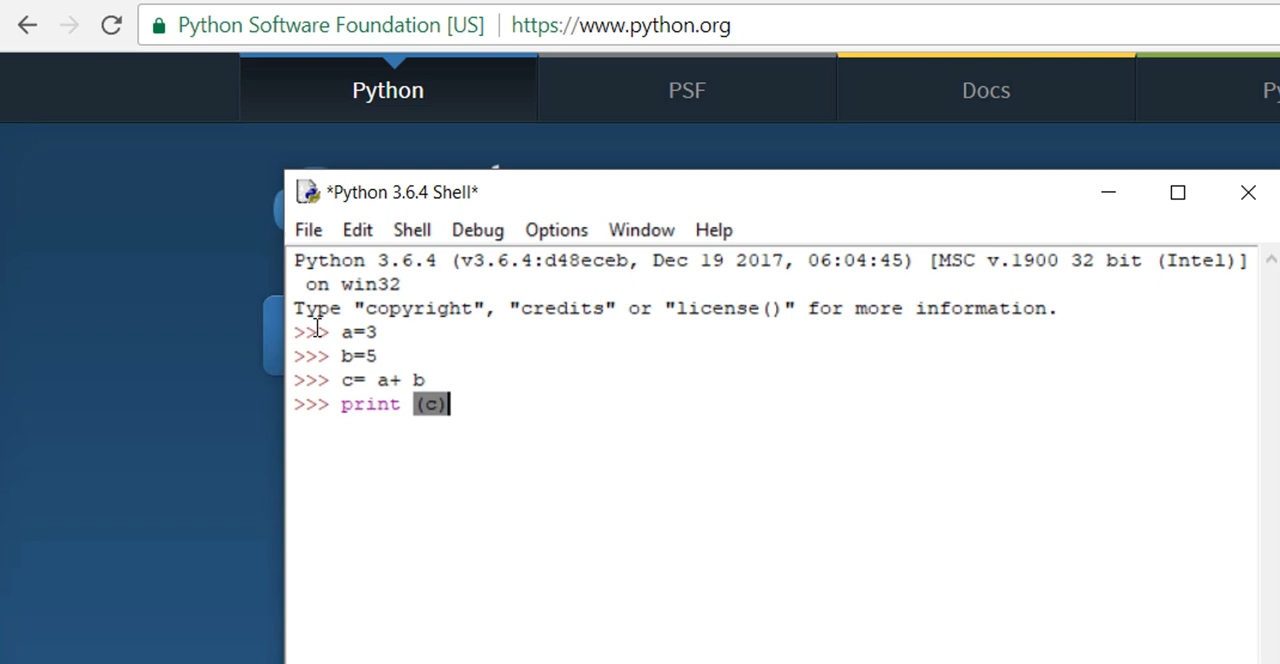 Python Software Foundation [US] https://www.python.org
Python PSF Docs
*Python 3.6.4 Shell*
File Edit Shell Debug Options Window Help
Python 3.6.4 (v3.6.4:d48eceb, Dec 19 2017, 06:04:45) [MSC v.1900 32 bit (Intel)]
on win32
Type "copyright", "credits" or "license()" for more information.
>>> a=3
>>> b=5
>>> c= a+ b
>>> print (c)